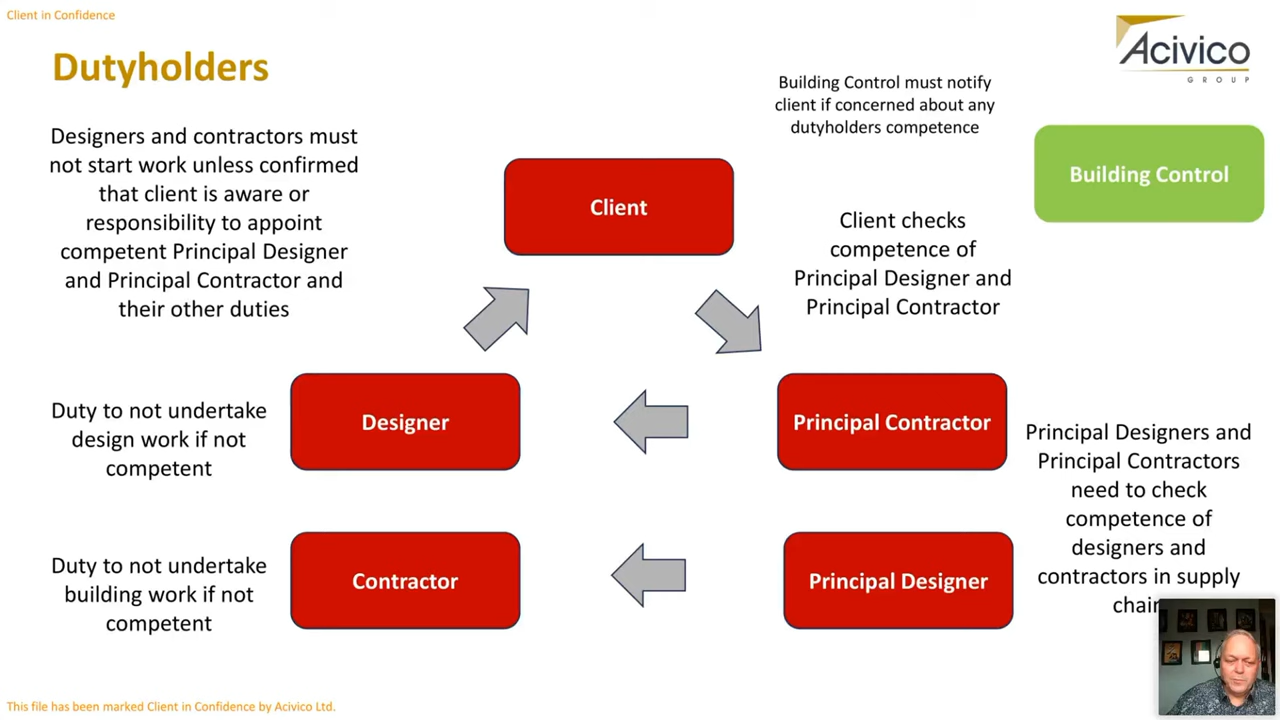 Client in Confidence
Dutyholders
Acivico
GROUP
Building Control must notify
client if concerned about any
dutyholders competence
Building Control
Designers and contractors must
not start work unless confirmed
that client is aware or
responsibility to appoint
competent Principal Designer
and Principal Contractor and
their other duties
Client
Client checks
competence of
Principal Designer and
Principal Contractor
Duty to not undertake
design work if not
competent
Designer
Principal Contractor
Principal Designers and
Principal Contractors
need to check
competence of
designers and
contractors in supply
chain
Duty to not undertake
building work if not
competent
Contractor
Principal Designer
This file has been marked Client in Confidence by Acivico Ltd.